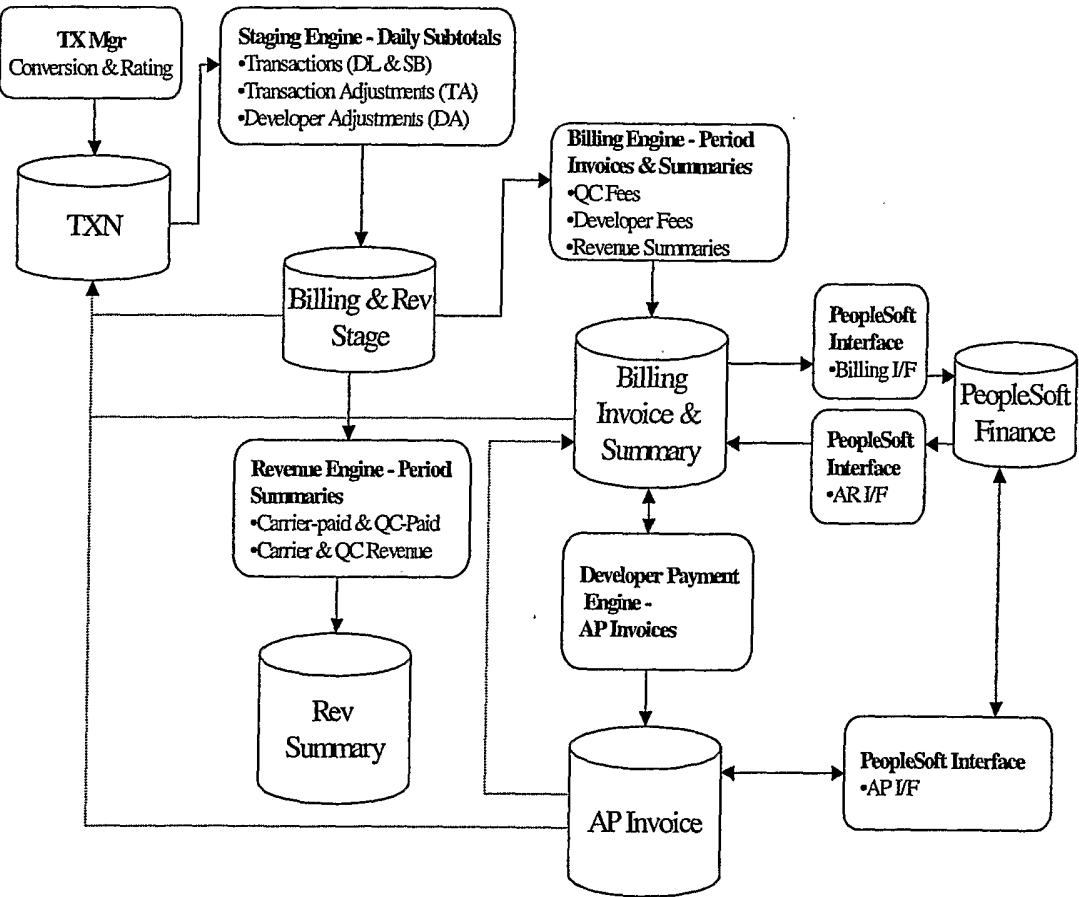 TX Mgr
Conversion & Rating
Staging Engine - Daily Subtotals
•Transactions (DL & SB)
•Transaction Adjustments (TA)
•Developer Adjustments (DA)
TXN
Billing Engine - Period
Invoices & Summaries
•QC Fees
•Developer Fees
•Revenue Summaries
Billing & Rev
Stage
PeopleSoft
Interface
•Billing I/F
Billing
Invoice &
Summary
PeopleSoft
Finance
PeopleSoft
Interface
•AR I/F
Revenue Engine - Period
Summaries
•Carrier-paid & QC-Paid
•Carrier & QC Revenue
Developer Payment
Engine -
AP Invoices
Rev
Summary
PeopleSoft Interface
•AP I/F
AP Invoice